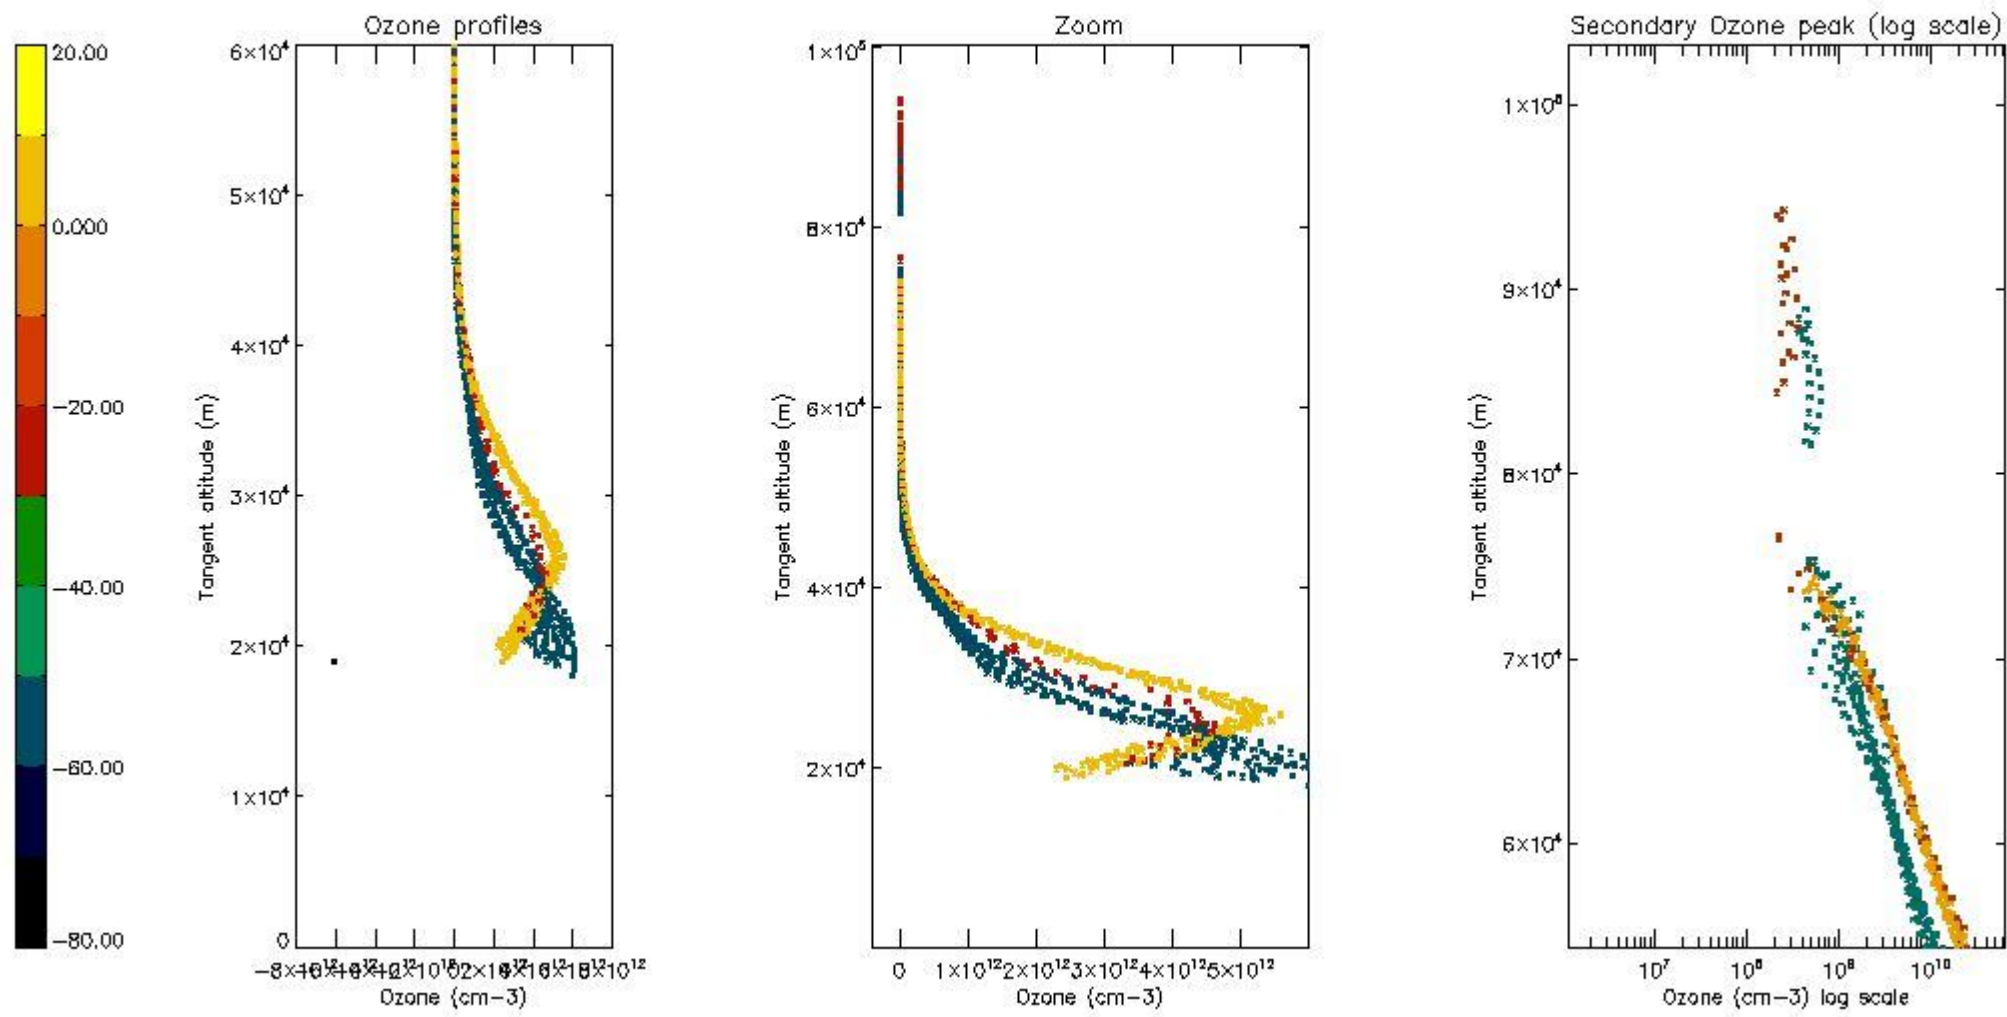 Ozone profiles
Zoom
Secondary Ozone peak (log scale)
20.00
0.000
−20.00
−40.00
−60.00
−80.00
6×10⁴
5×10⁴
4×10⁴
3×10⁴
2×10⁴
1×10⁴
0
Tangent altitude (m)
Ozone (cm−3)
1×10⁵
8×10⁴
6×10⁴
4×10⁴
2×10⁴
Tangent altitude (m)
0 1×10¹² 2×10¹² 3×10¹² 4×10¹² 5×10¹²
Ozone (cm−3)
9×10⁴
8×10⁴
7×10⁴
6×10⁴
Tangent altitude (m)
10⁷ 10¹⁰
Ozone (cm−3) log scale